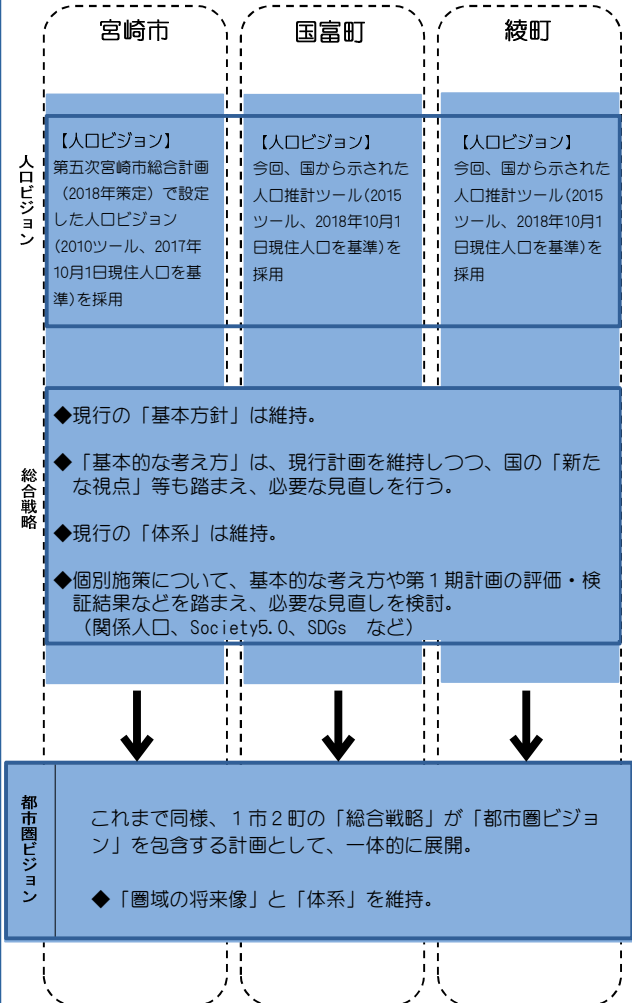 宮崎市
国富町
綾町
人口ビジョン
【人口ビジョン】
第五次宮崎市総合計画
（2018年策定）で設定
した人口ビジョン
(2010ツール、2017年
10月1日現住人口を基
準)を採用
【人口ビジョン】
今回、国から示された
人口推計ツール(2015
ツール、2018年10月1
日現住人口を基準)を
採用
【人口ビジョン】
今回、国から示された
人口推計ツール(2015
ツール、2018年10月1
日現住人口を基準)を
採用
総合戦略
◆現行の「基本方針」は維持。
◆「基本的な考え方」は、現行計画を維持しつつ、国の「新た
な視点」等も踏まえ、必要な見直しを行う。
◆現行の「体系」は維持。
◆個別施策について、基本的な考え方や第１期計画の評価・検
証結果などを踏まえ、必要な見直しを検討。
（関係人口、Society5.0、SDGs　など）
都市圏ビジョン
これまで同様、１市２町の「総合戦略」が「都市圏ビジョ
ン」を包含する計画として、一体的に展開。
◆「圏域の将来像」と「体系」を維持。